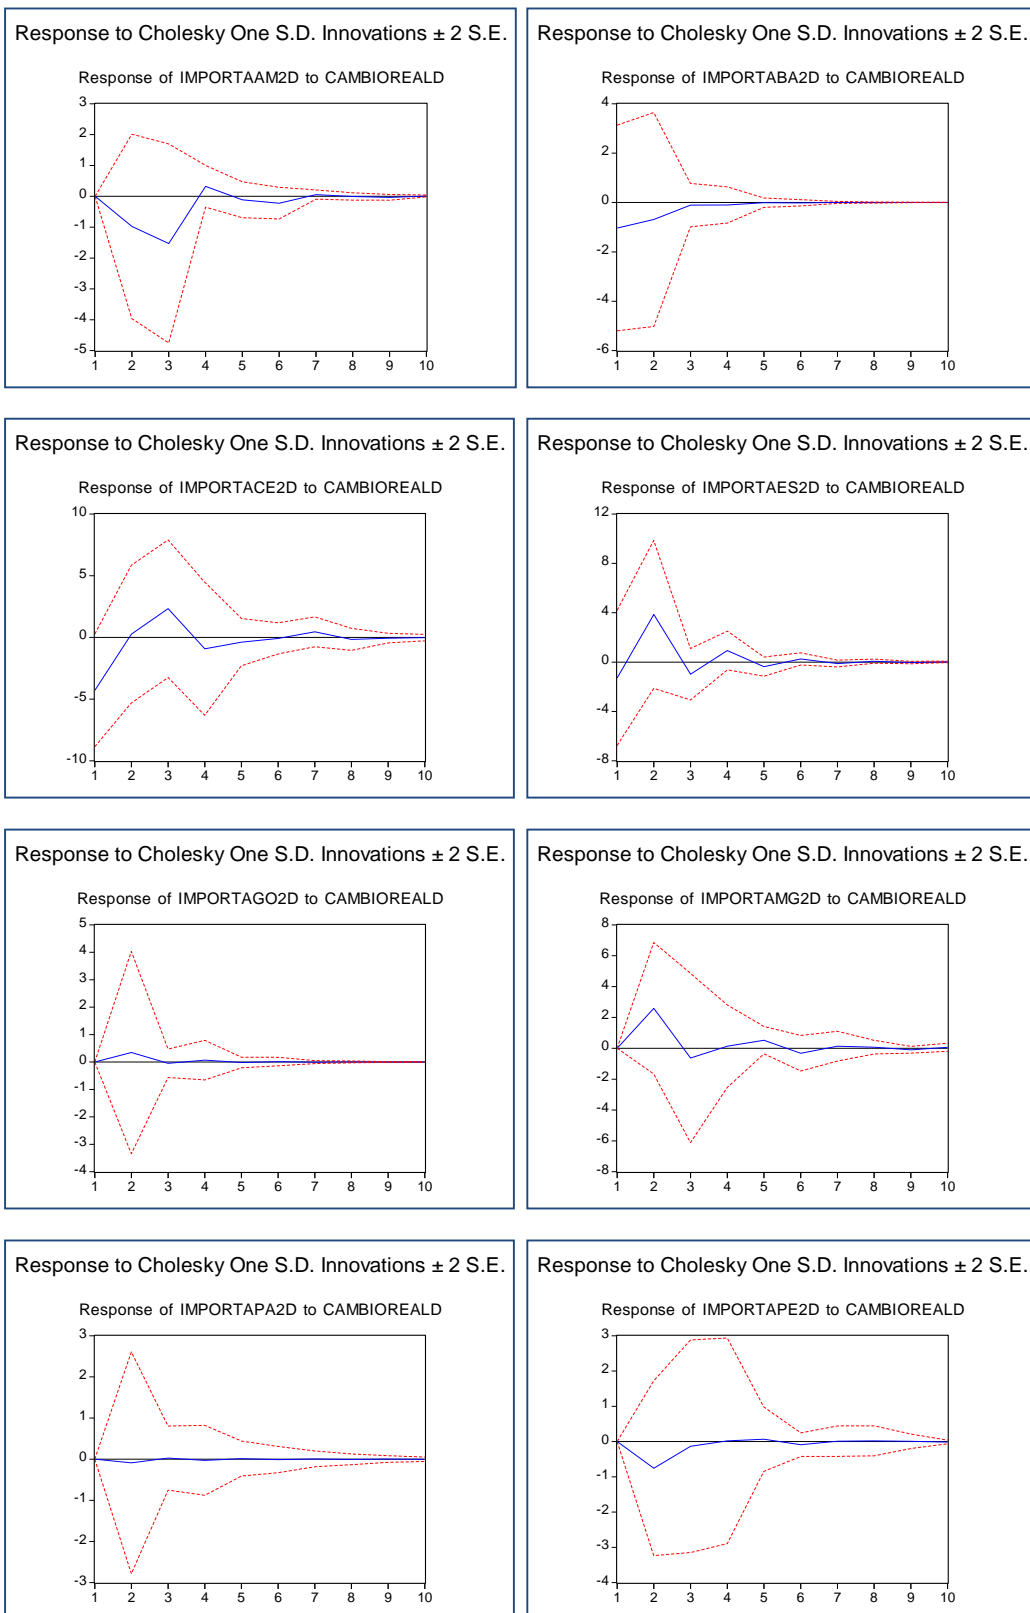 Response to Cholesky One S.D. Innovations ± 2 S.E.
Response of IMPORTAAM2D to CAMBIOREALD
3
2
1
0
-1
-2
-3
-4
-5
1 2 3 4 5 6 7 8 9 10
Response to Cholesky One S.D. Innovations ± 2 S.E.
Response of IMPORTABA2D to CAMBIOREALD
4
2
0
-2
-4
-6
1 2 3 4 5 6 7 8 9 10
Response to Cholesky One S.D. Innovations ± 2 S.E.
Response of IMPORTACE2D to CAMBIOREALD
10
5
0
-5
-10
1 2 3 4 5 6 7 8 9 10
Response to Cholesky One S.D. Innovations ± 2 S.E.
Response of IMPORTAES2D to CAMBIOREALD
12
8
4
0
-4
-8
1 2 3 4 5 6 7 8 9 10
Response to Cholesky One S.D. Innovations ± 2 S.E.
Response of IMPORTAGO2D to CAMBIOREALD
5
4
3
2
1
0
-1
-2
-3
-4
1 2 3 4 5 6 7 8 9 10
Response to Cholesky One S.D. Innovations ± 2 S.E.
Response of IMPORTAMG2D to CAMBIOREALD
8
6
4
2
0
-2
-4
-6
-8
1 2 3 4 5 6 7 8 9 10
Response to Cholesky One S.D. Innovations ± 2 S.E.
Response of IMPORTAPA2D to CAMBIOREALD
3
2
1
0
-1
-2
-3
1 2 3 4 5 6 7 8 9 10
Response to Cholesky One S.D. Innovations ± 2 S.E.
Response of IMPORTAPE2D to CAMBIOREALD
3
2
1
0
-1
-2
-3
-4
1 2 3 4 5 6 7 8 9 10